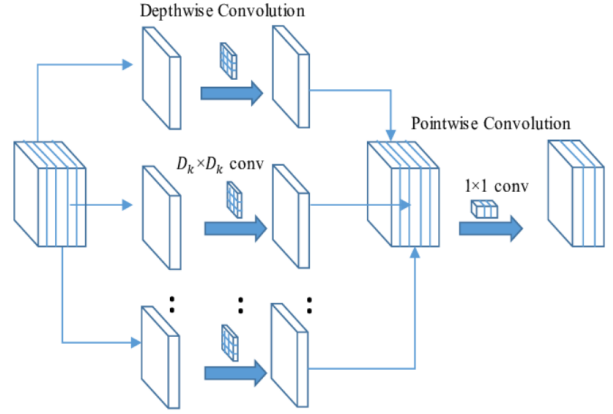 Depthwise Convolution
Pointwise Convolution
D_k×D_k conv
1×1 conv